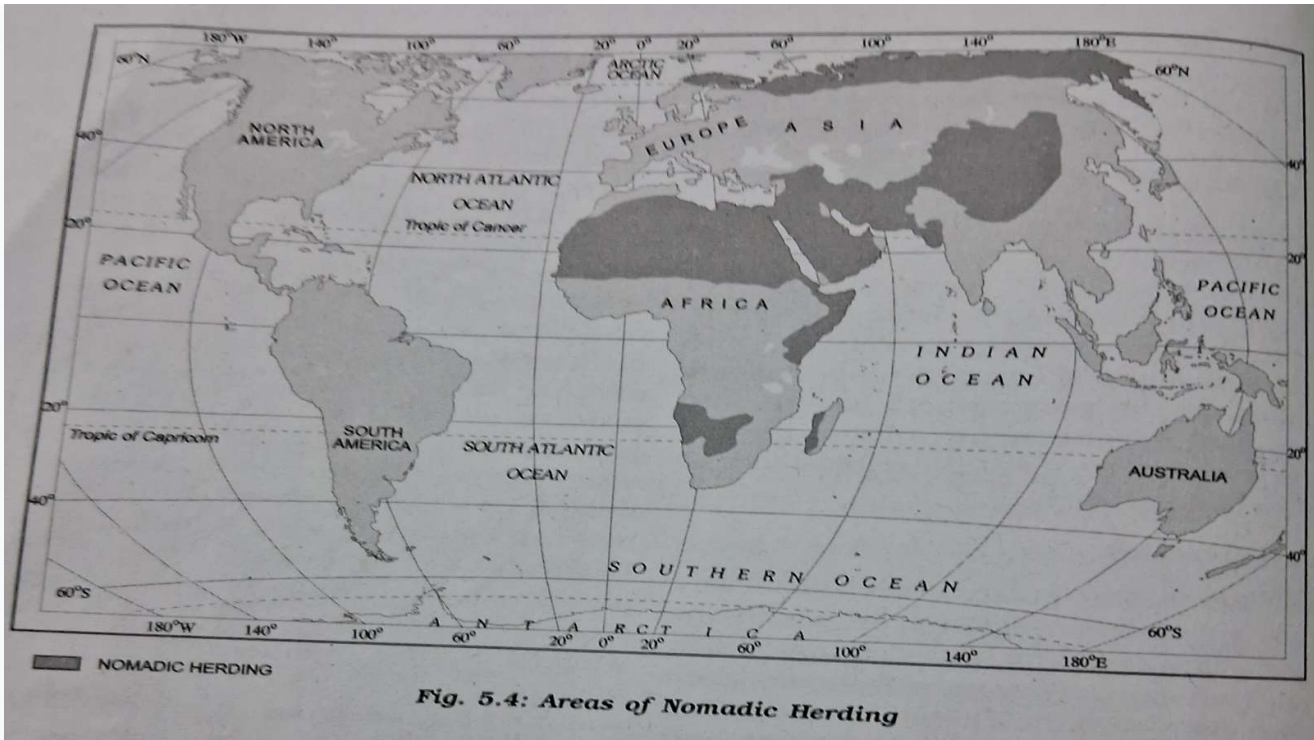 180°W 140° 100° 60° 20° 0° 20° 60° 100° 140° 180°E
60°N
ARCTIC
OCEAN
60°N
NORTH
AMERICA
EUROPE
ASIA
40°
40°
NORTH ATLANTIC
OCEAN
Tropic of Cancer
20°
20°
PACIFIC
OCEAN
AFRICA
PACIFIC
OCEAN
INDIAN
OCEAN
20°
Tropic of Capricorn
SOUTH
AMERICA
SOUTH ATLANTIC
OCEAN
20°
AUSTRALIA
40°
40°
SOUTHERN OCEAN
60°S
ANTARCTICA
60°S
180°W 140° 100° 60° 20° 0° 20° 60° 100° 140° 180°E
NOMADIC HERDING
Fig. 5.4: Areas of Nomadic Herding